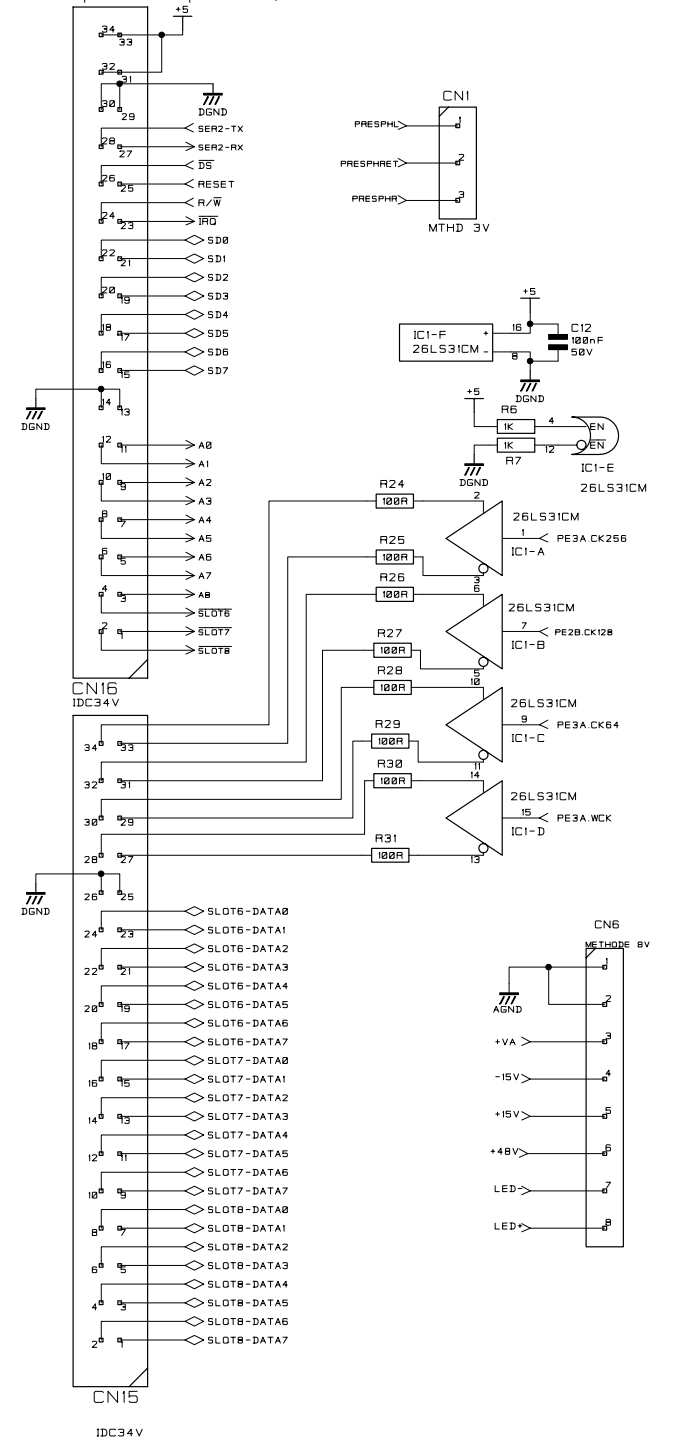 +5
34 33
32 31
30 29
DGND
SER2-TX
28 27 SER2-RX
DS
26 25 RESET
R/W
24 23 IRQ
SD0
22 21 SD1
SD2
20 19 SD3
SD4
18 17 SD5
SD6
16 15 SD7
14 13
DGND
12 11 A0
A1
10 9 A2
A3
8 7 A4
A5
6 5 A6
A7
4 3 A8
SLOT6
2 1 SLOT7
SLOT8
CN16
IDC34V
CN1
PRESPHL 1
PRESPHRET 2
PRESPHR 3
MTHD 3V
+5
IC1-F + 16
26LS31CM - 8
C12
100nF
50V
DGND
+5
R6
1K 4 EN
1K 12 EN
R7
DGND
IC1-E
26LS31CM
R24
100R 2
26LS31CM
1 PE3A.CK256
IC1-A
R25
100R 3
R26
100R 6
26LS31CM
7 PE2B.CK128
IC1-B
R27
100R 5
R28
100R 10
26LS31CM
9 PE3A.CK64
IC1-C
R29
100R 11
R30
100R 14
26LS31CM
15 PE3A.WCK
IC1-D
R31
100R 13
34 33
32 31
30 29
28 27
26 25
DGND
SLOT6-DATA0
24 23 SLOT6-DATA1
SLOT6-DATA2
22 21 SLOT6-DATA3
SLOT6-DATA4
20 19 SLOT6-DATA5
SLOT6-DATA6
18 17 SLOT6-DATA7
SLOT7-DATA0
16 15 SLOT7-DATA1
SLOT7-DATA2
14 13 SLOT7-DATA3
SLOT7-DATA4
12 11 SLOT7-DATA5
SLOT7-DATA6
10 9 SLOT7-DATA7
SLOT8-DATA0
8 7 SLOT8-DATA1
SLOT8-DATA2
6 5 SLOT8-DATA3
SLOT8-DATA4
4 3 SLOT8-DATA5
SLOT8-DATA6
2 1 SLOT8-DATA7
CN15
IDC34V
CN6
METHODE 8V
1
2
AGND
+VA 3
-15V 4
+15V 5
+48V 6
LED- 7
LED+ 8